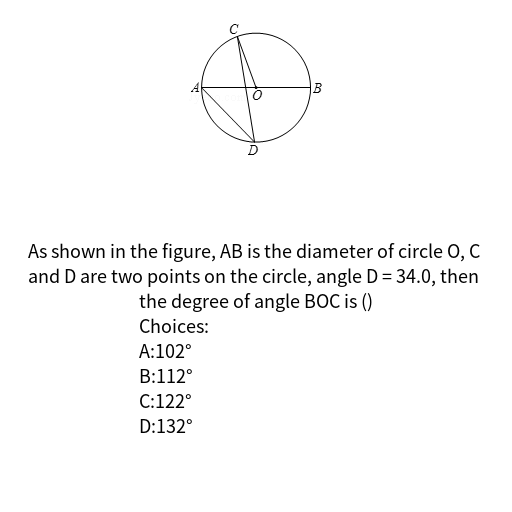 C
A
O
B
D
As shown in the figure, AB is the diameter of circle O, C
and D are two points on the circle, angle D = 34.0, then
the degree of angle BOC is ()
Choices:
A:102°
B:112°
C:122°
D:132°